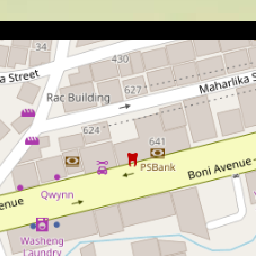 34
430
a Street
627
Maharlika S
Rac Building
624
641
PSBank
Boni Avenue
Qwynn
enue
Washeng
Laundry